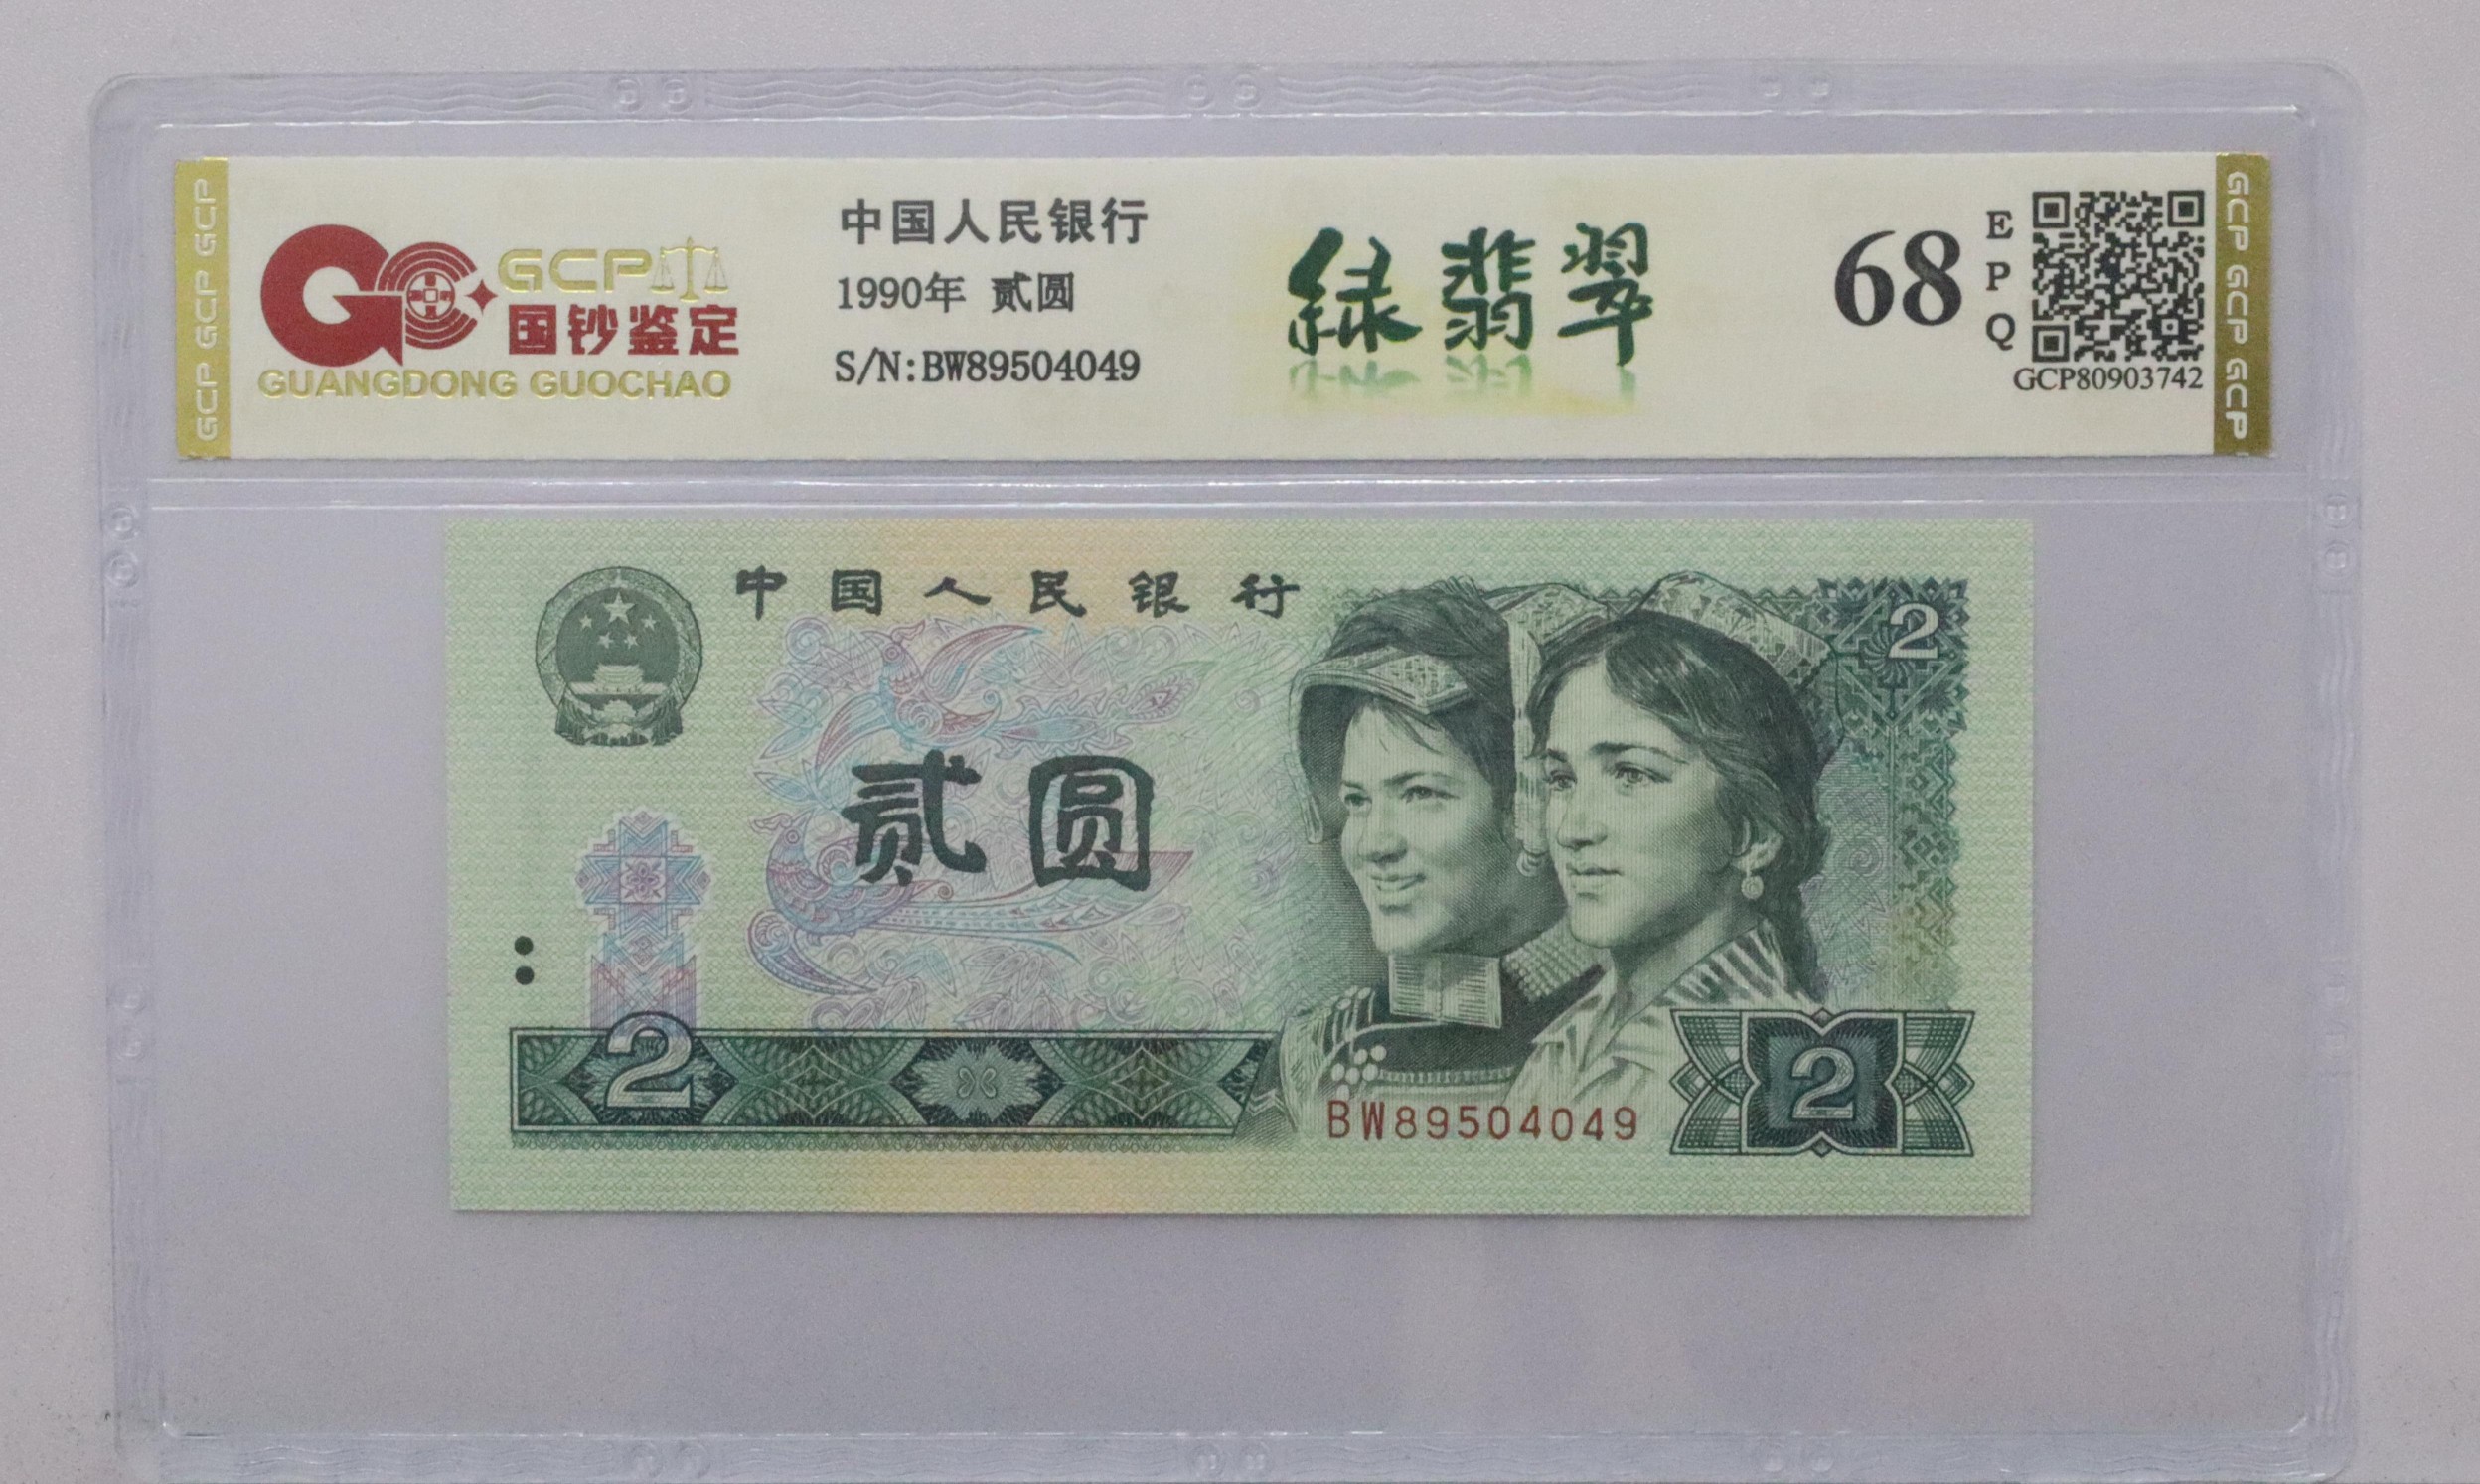 GCP GCP GCP
GCP
国钞鉴定
GUANGDONG GUOCHAO
中国人民银行
1990年 贰圆
S/N:BW89504049
緑翡翠
68
EPQ
GCP80903742
GCP GCP GCP
中国人民银行
2
贰圆
2
BW89504049
2